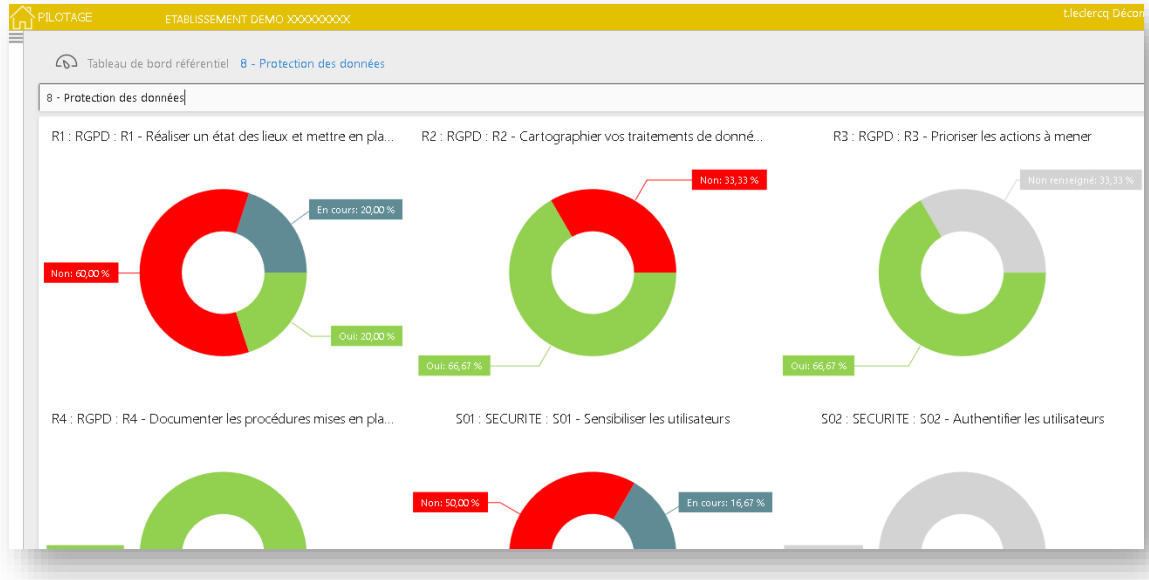 PILOTAGE
ETABLISSEMENT DEMO XXXXXXXXX
t.leclercq Décon
Tableau de bord référentiel 8 - Protection des données
8 - Protection des données
R1 : RGPD : R1 - Réaliser un état des lieux et mettre en pla...
R2 : RGPD : R2 - Cartographier vos traitements de donné...
R3 : RGPD : R3 - Prioriser les actions à mener
En cours: 20,00 %
Non: 60,00 %
Oui: 20,00 %
Non: 33,33 %
Oui: 66,67 %
Non renseigné: 33,33 %
Oui: 66,67 %
R4 : RGPD : R4 - Documenter les procédures mises en pla...
S01 : SECURITE : S01 - Sensibiliser les utilisateurs
S02 : SECURITE : S02 - Authentifier les utilisateurs
Non: 50,00 %
En cours: 16,67 %